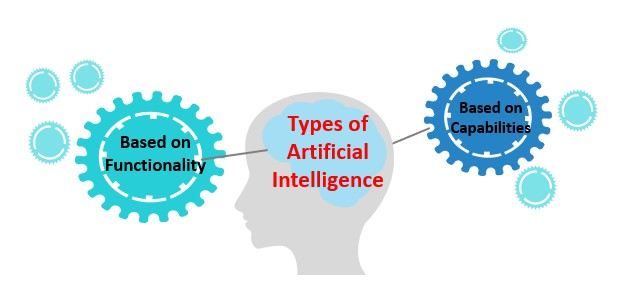 Based on
Functionality
Types of
Artificial
Intelligence
Based on
Capabilities